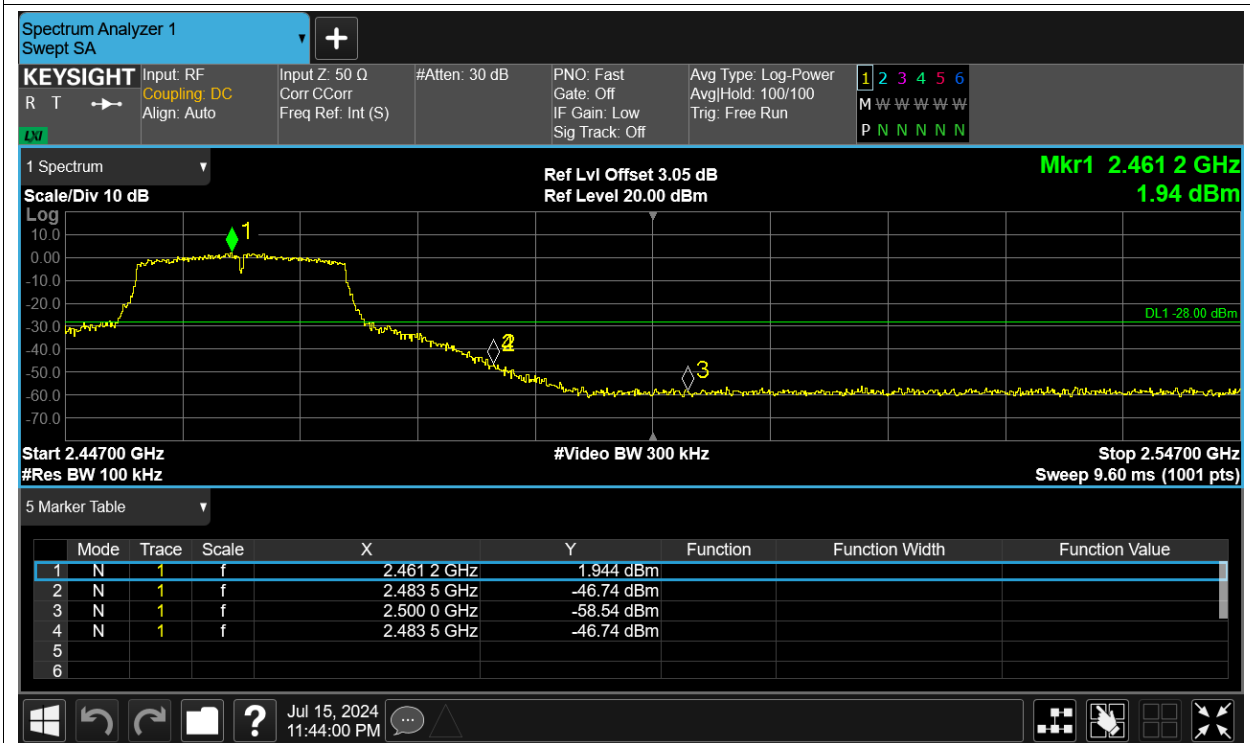 Spectrum Analyzer 1
Swept SA
KEYSIGHT
R T
LXI
Input: RF
Coupling: DC
Align: Auto
Input Z: 50 Ω
Corr CCorr
Freq Ref: Int (S)
#Atten: 30 dB
PNO: Fast
Gate: Off
IF Gain: Low
Sig Track: Off
Avg Type: Log-Power
Avg|Hold: 100/100
Trig: Free Run
1 2 3 4 5 6
M W W W W W
P N N N N N
1 Spectrum
Scale/Div 10 dB
Ref Lvl Offset 3.05 dB
Ref Level 20.00 dBm
Mkr1 2.461 2 GHz
1.94 dBm
Log
10.0
0.00
-10.0
-20.0
-30.0
-40.0
-50.0
-60.0
-70.0
1
3
DL1 -28.00 dBm
Start 2.44700 GHz
#Video BW 300 kHz
Stop 2.54700 GHz
#Res BW 100 kHz
Sweep 9.60 ms (1001 pts)
5 Marker Table
Mode Trace Scale X Y Function Function Width Function Value
1 N 1 f 2.461 2 GHz 1.944 dBm
2 N 1 f 2.483 5 GHz -46.74 dBm
3 N 1 f 2.500 0 GHz -58.54 dBm
4 N 1 f 2.483 5 GHz -46.74 dBm
5
6
?
Jul 15, 2024
11:44:00 PM